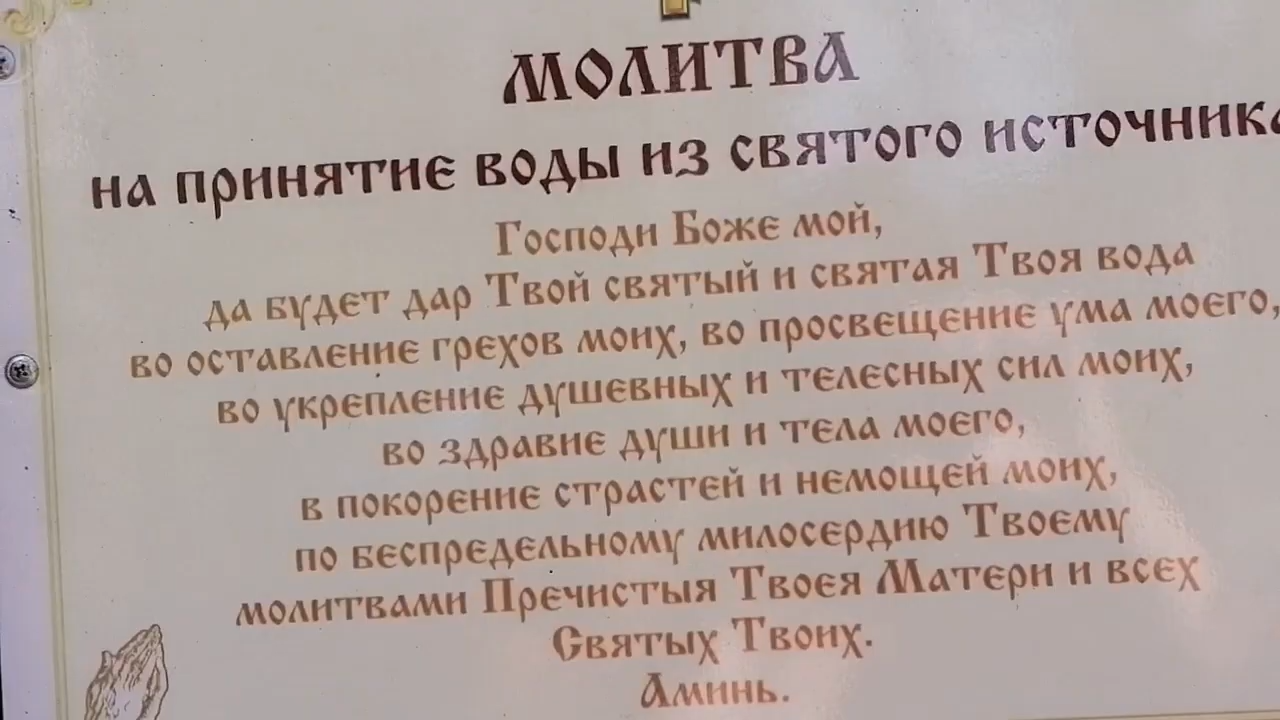 МОЛИТВА
на принятие воды из святого источника
Господи Боже мой,
да будет дар Твой святый и святая Твоя вода
во оставление грехов моих, во просвещение ума моего,
во укрепление душевных и телесных сил моих,
во здравие души и тела моего,
в покорение страстей и немощей моих,
по беспредельному милосердию Твоему
молитвами Пречистыя Твоея Матери и всех
Святых Твоих.
Аминь.